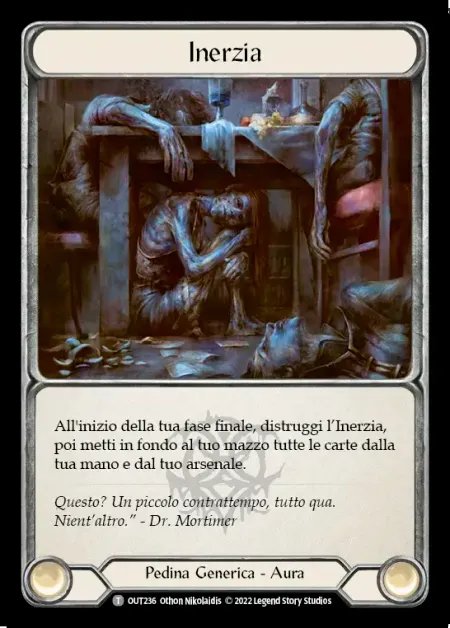 Inerzia
All'inizio della tua fase finale, distruggi l'Inerzia,
poi metti in fondo al tuo mazzo tutte le carte dalla
tua mano e dal tuo arsenale.
Questo? Un piccolo contrattempo, tutto qua.
Nient'altro.” - Dr. Mortimer
Pedina Generica - Aura
T OUT236 Othon Nikolaidis © 2022 Legend Story Studios